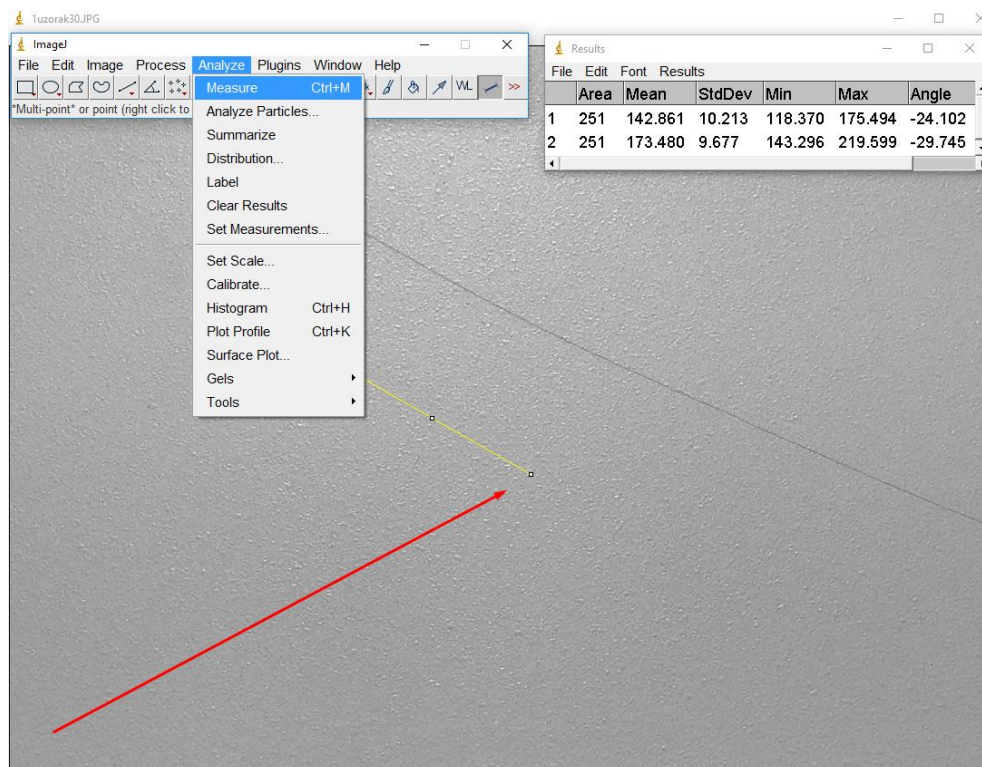 1uzorak30.JPG
ImageJ
File Edit Image Process Analyze Plugins Window Help
*Multi-point* or point (right click to
Measure Ctrl+M
Analyze Particles...
Summarize
Distribution...
Label
Clear Results
Set Measurements...
Set Scale...
Calibrate...
Histogram Ctrl+H
Plot Profile Ctrl+K
Surface Plot...
Gels
Tools
Results
File Edit Font Results
Area Mean StdDev Min Max Angle
1 251 142.861 10.213 118.370 175.494 -24.102
2 251 173.480 9.677 143.296 219.599 -29.745